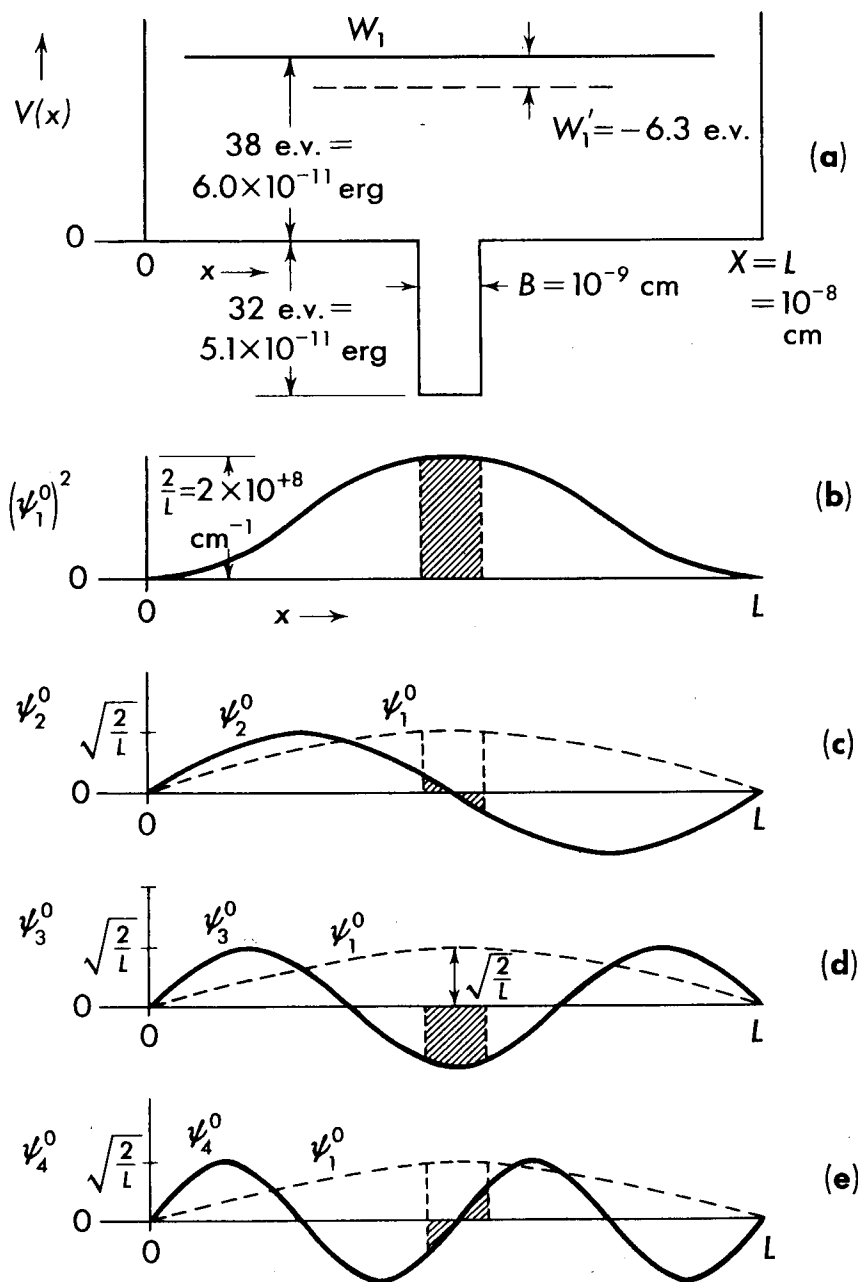 W₁
V(x)
W₁′ = −6.3 e.v.
(a)
38 e.v. =
6.0×10⁻¹¹ erg
0
0
x
B = 10⁻⁹ cm
X = L
= 10⁻⁸
cm
32 e.v. =
5.1×10⁻¹¹ erg
(ψ₁⁰)²
2/L = 2 × 10⁺⁸
cm⁻¹
(b)
0
0
x
L
ψ₂⁰
√2/L
ψ₂⁰
ψ₁⁰
(c)
0
0
L
ψ₃⁰
√2/L
ψ₃⁰
ψ₁⁰
√2/L
(d)
0
0
L
ψ₄⁰
√2/L
ψ₄⁰
ψ₁⁰
(e)
0
0
L